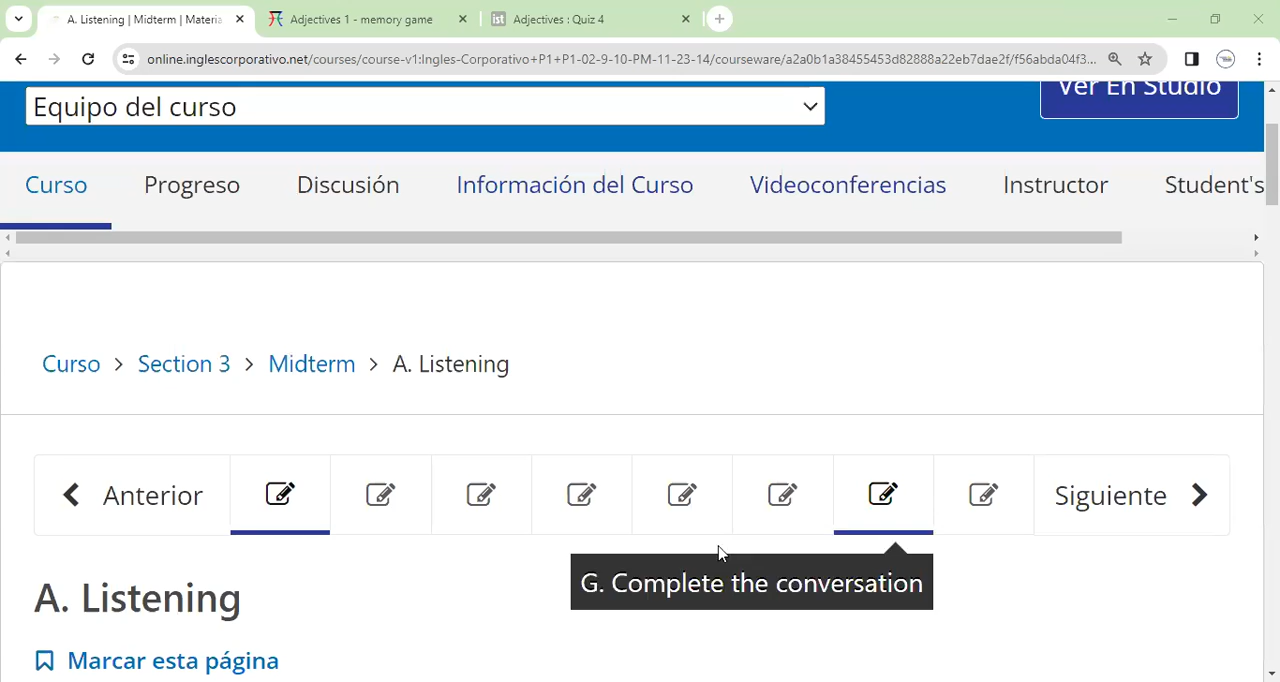 A. Listening | Midterm | Materia
Adjectives 1 - memory game
ist
Adjectives : Quiz 4
online.inglescorporativo.net/courses/course-v1:Ingles-Corporativo+P1+P1-02-9-10-PM-11-23-14/courseware/a2a0b1a38455453d82888a22eb7dae2f/f56abda04f3...
Equipo del curso
Ver En Studio
Curso
Progreso
Discusión
Información del Curso
Videoconferencias
Instructor
Student's
Curso > Section 3 > Midterm > A. Listening
Anterior
Siguiente
G. Complete the conversation
A. Listening
Marcar esta página